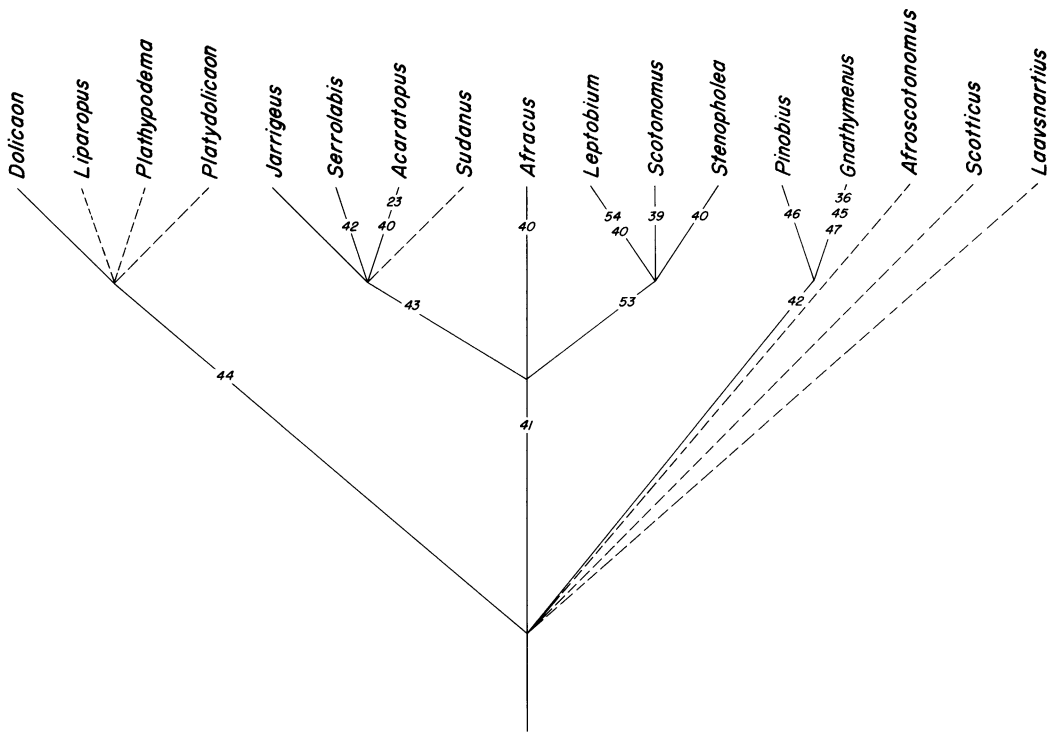 Dolicaon
Liparopus
Plathypodema
Platydolicaon
Jarrigeus
Serrolabis
Acaratopus
Sudanus
Afracus
Leptobium
Scotonomus
Stenopholea
Pinobius
Gnathymenus
Afroscotonomus
Scotticus
Laavsnartius
23
36
42
40
40
54
40
39
40
46
45
47
43
53
42
44
41